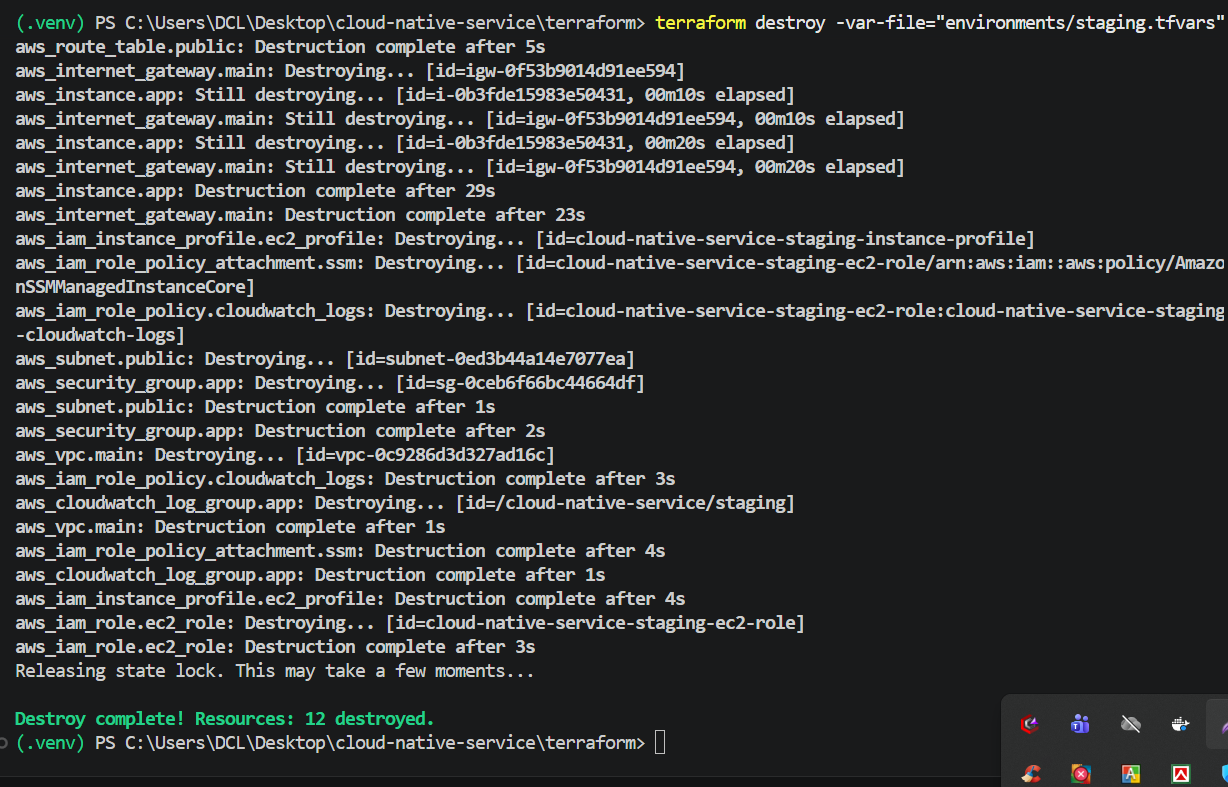 (.venv) PS C:\Users\DCL\Desktop\cloud-native-service\terraform> terraform destroy -var-file="environments/staging.tfvars"
aws_route_table.public: Destruction complete after 5s
aws_internet_gateway.main: Destroying... [id=igw-0f53b9014d91ee594]
aws_instance.app: Still destroying... [id=i-0b3fde15983e50431, 00m10s elapsed]
aws_internet_gateway.main: Still destroying... [id=igw-0f53b9014d91ee594, 00m10s elapsed]
aws_instance.app: Still destroying... [id=i-0b3fde15983e50431, 00m20s elapsed]
aws_internet_gateway.main: Still destroying... [id=igw-0f53b9014d91ee594, 00m20s elapsed]
aws_instance.app: Destruction complete after 29s
aws_internet_gateway.main: Destruction complete after 23s
aws_iam_instance_profile.ec2_profile: Destroying... [id=cloud-native-service-staging-instance-profile]
aws_iam_role_policy_attachment.ssm: Destroying... [id=cloud-native-service-staging-ec2-role/arn:aws:iam::aws:policy/Amazo
nSSMManagedInstanceCore]
aws_iam_role_policy.cloudwatch_logs: Destroying... [id=cloud-native-service-staging-ec2-role:cloud-native-service-staging
-cloudwatch-logs]
aws_subnet.public: Destroying... [id=subnet-0ed3b44a14e7077ea]
aws_security_group.app: Destroying... [id=sg-0ceb6f66bc44664df]
aws_subnet.public: Destruction complete after 1s
aws_security_group.app: Destruction complete after 2s
aws_vpc.main: Destroying... [id=vpc-0c9286d3d327ad16c]
aws_iam_role_policy.cloudwatch_logs: Destruction complete after 3s
aws_cloudwatch_log_group.app: Destroying... [id=/cloud-native-service/staging]
aws_vpc.main: Destruction complete after 1s
aws_iam_role_policy_attachment.ssm: Destruction complete after 4s
aws_cloudwatch_log_group.app: Destruction complete after 1s
aws_iam_instance_profile.ec2_profile: Destruction complete after 4s
aws_iam_role.ec2_role: Destroying... [id=cloud-native-service-staging-ec2-role]
aws_iam_role.ec2_role: Destruction complete after 3s
Releasing state lock. This may take a few moments...
Destroy complete! Resources: 12 destroyed.
(.venv) PS C:\Users\DCL\Desktop\cloud-native-service\terraform>